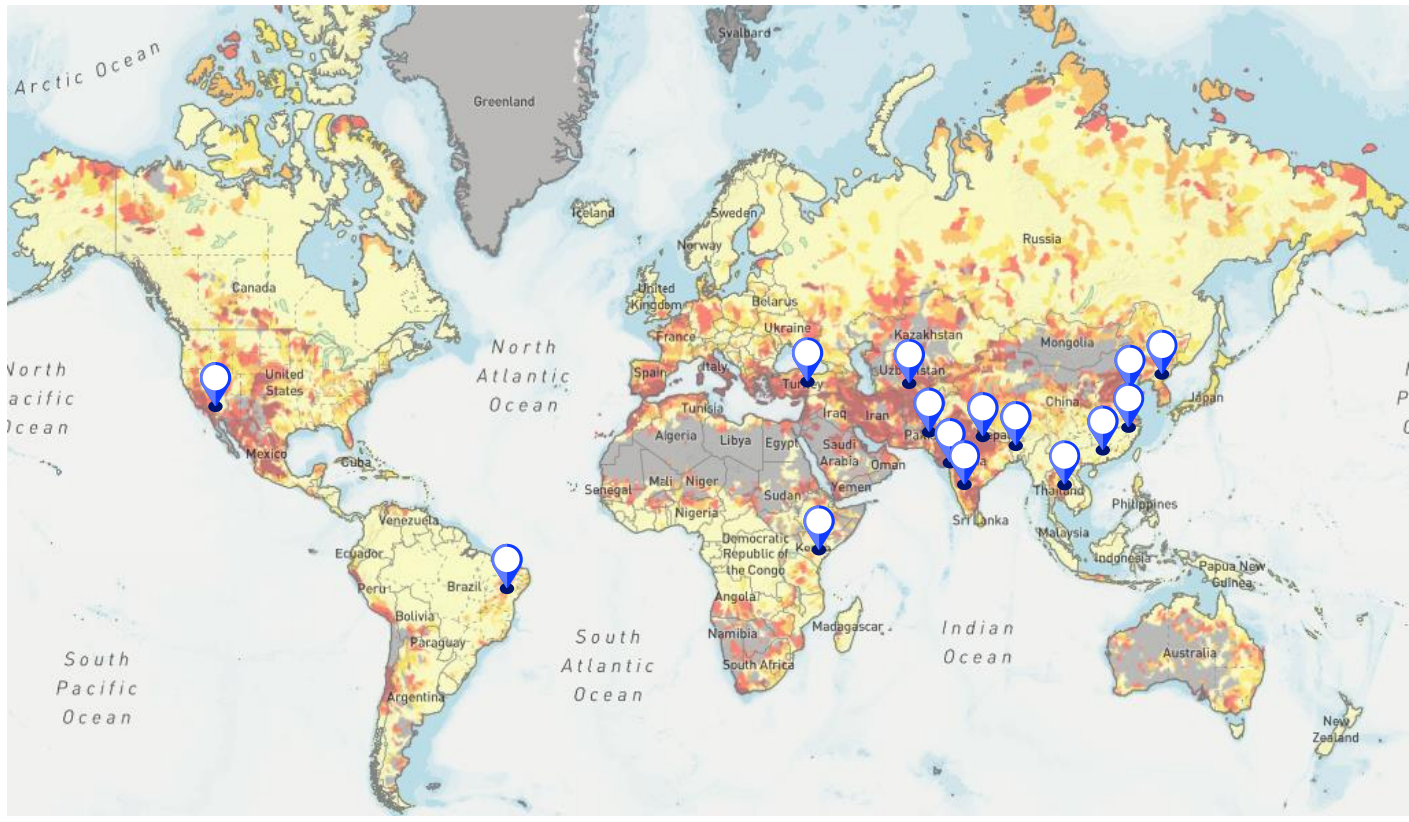 Svalbard
Arctic Ocean
Greenland
Iceland
Sweden
Norway
Russia
Canada
United
Kingdom
Belarus
Ukraine
France
Kazakhstan
Mongolia
North
Atlantic
Ocean
North
acific
Ocean
United
States
Spain
Italy
Turkey
Uzbekistan
China
Japan
Tunisia
Iraq
Iran
Algeria
Libya
Egypt
Saudi
Arabia
Oman
Mexico
Cuba
Senegal
Mali
Niger
Sudan
Yemen
Nigeria
Thailand
Philippines
Sri Lanka
Venezuela
Malaysia
Ecuador
Democratic
Republic of
the Congo
Indonesia
Papua New
Guinea
Peru
Brazil
Angola
Bolivia
Paraguay
Namibia
Madagascar
South Africa
Indian
Ocean
Australia
South
Pacific
Ocean
South
Atlantic
Ocean
Argentina
New
Zealand